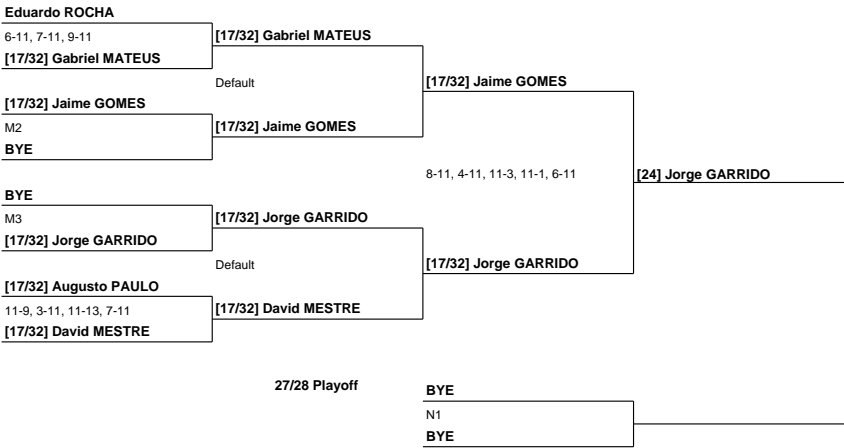 Eduardo ROCHA
6-11, 7-11, 9-11
[17/32] Gabriel MATEUS
[17/32] Gabriel MATEUS
Default
[17/32] Jaime GOMES
[17/32] Jaime GOMES
M2
[17/32] Jaime GOMES
BYE
8-11, 4-11, 11-3, 11-1, 6-11
[24] Jorge GARRIDO
BYE
M3
[17/32] Jorge GARRIDO
[17/32] Jorge GARRIDO
Default
[17/32] Jorge GARRIDO
[17/32] Augusto PAULO
11-9, 3-11, 11-13, 7-11
[17/32] David MESTRE
[17/32] David MESTRE
27/28 Playoff
BYE
N1
BYE